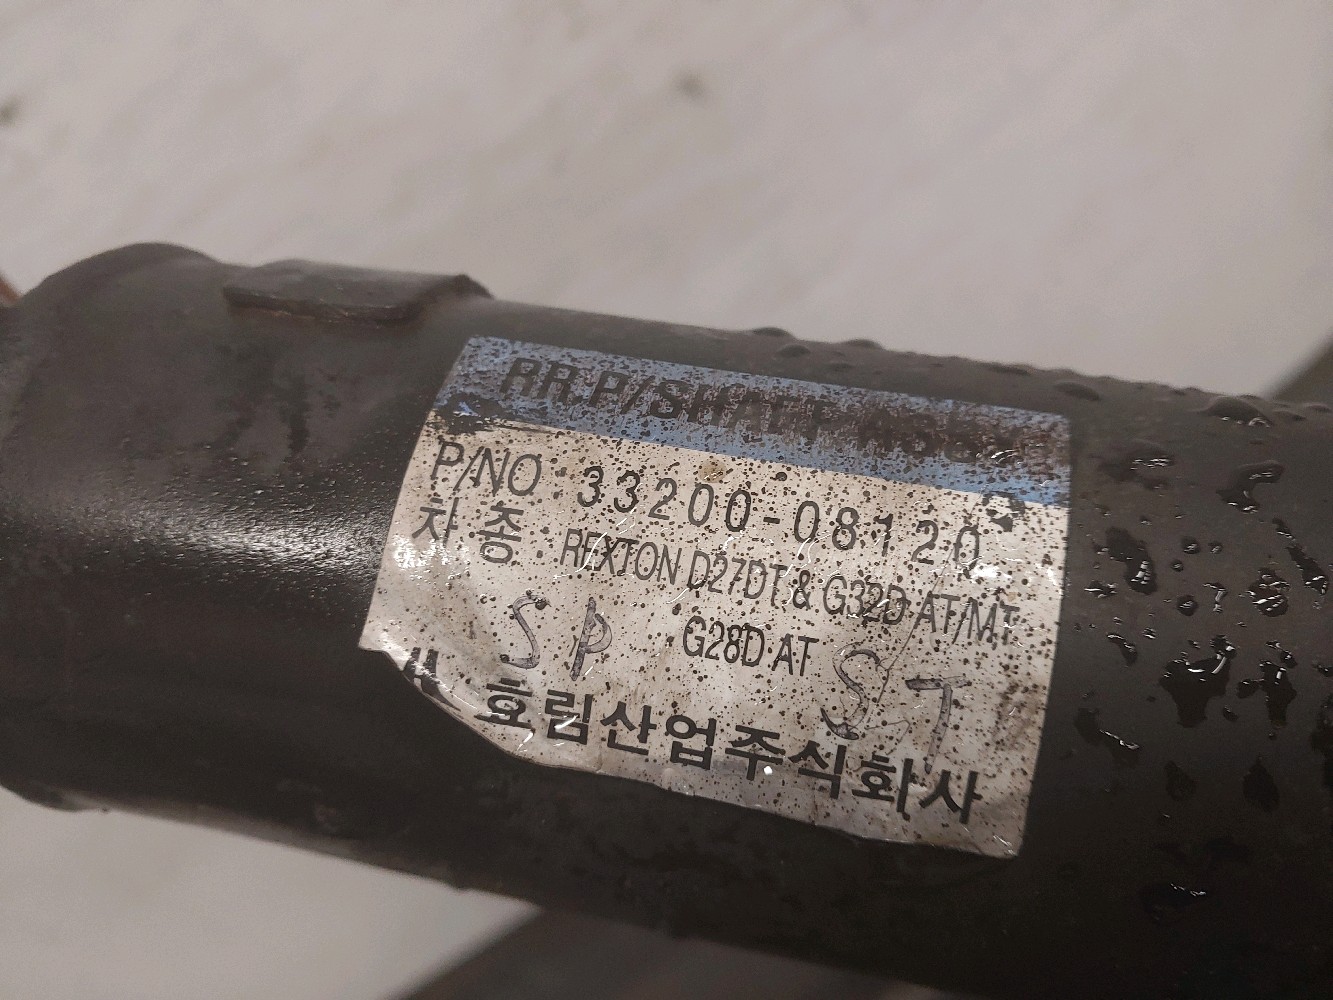 RR P/SHAFT
P/NO 33200-08120
차 종 REXTON D27DT & G32D AT/MT
G28D AT
SP ST
효림산업주식회사